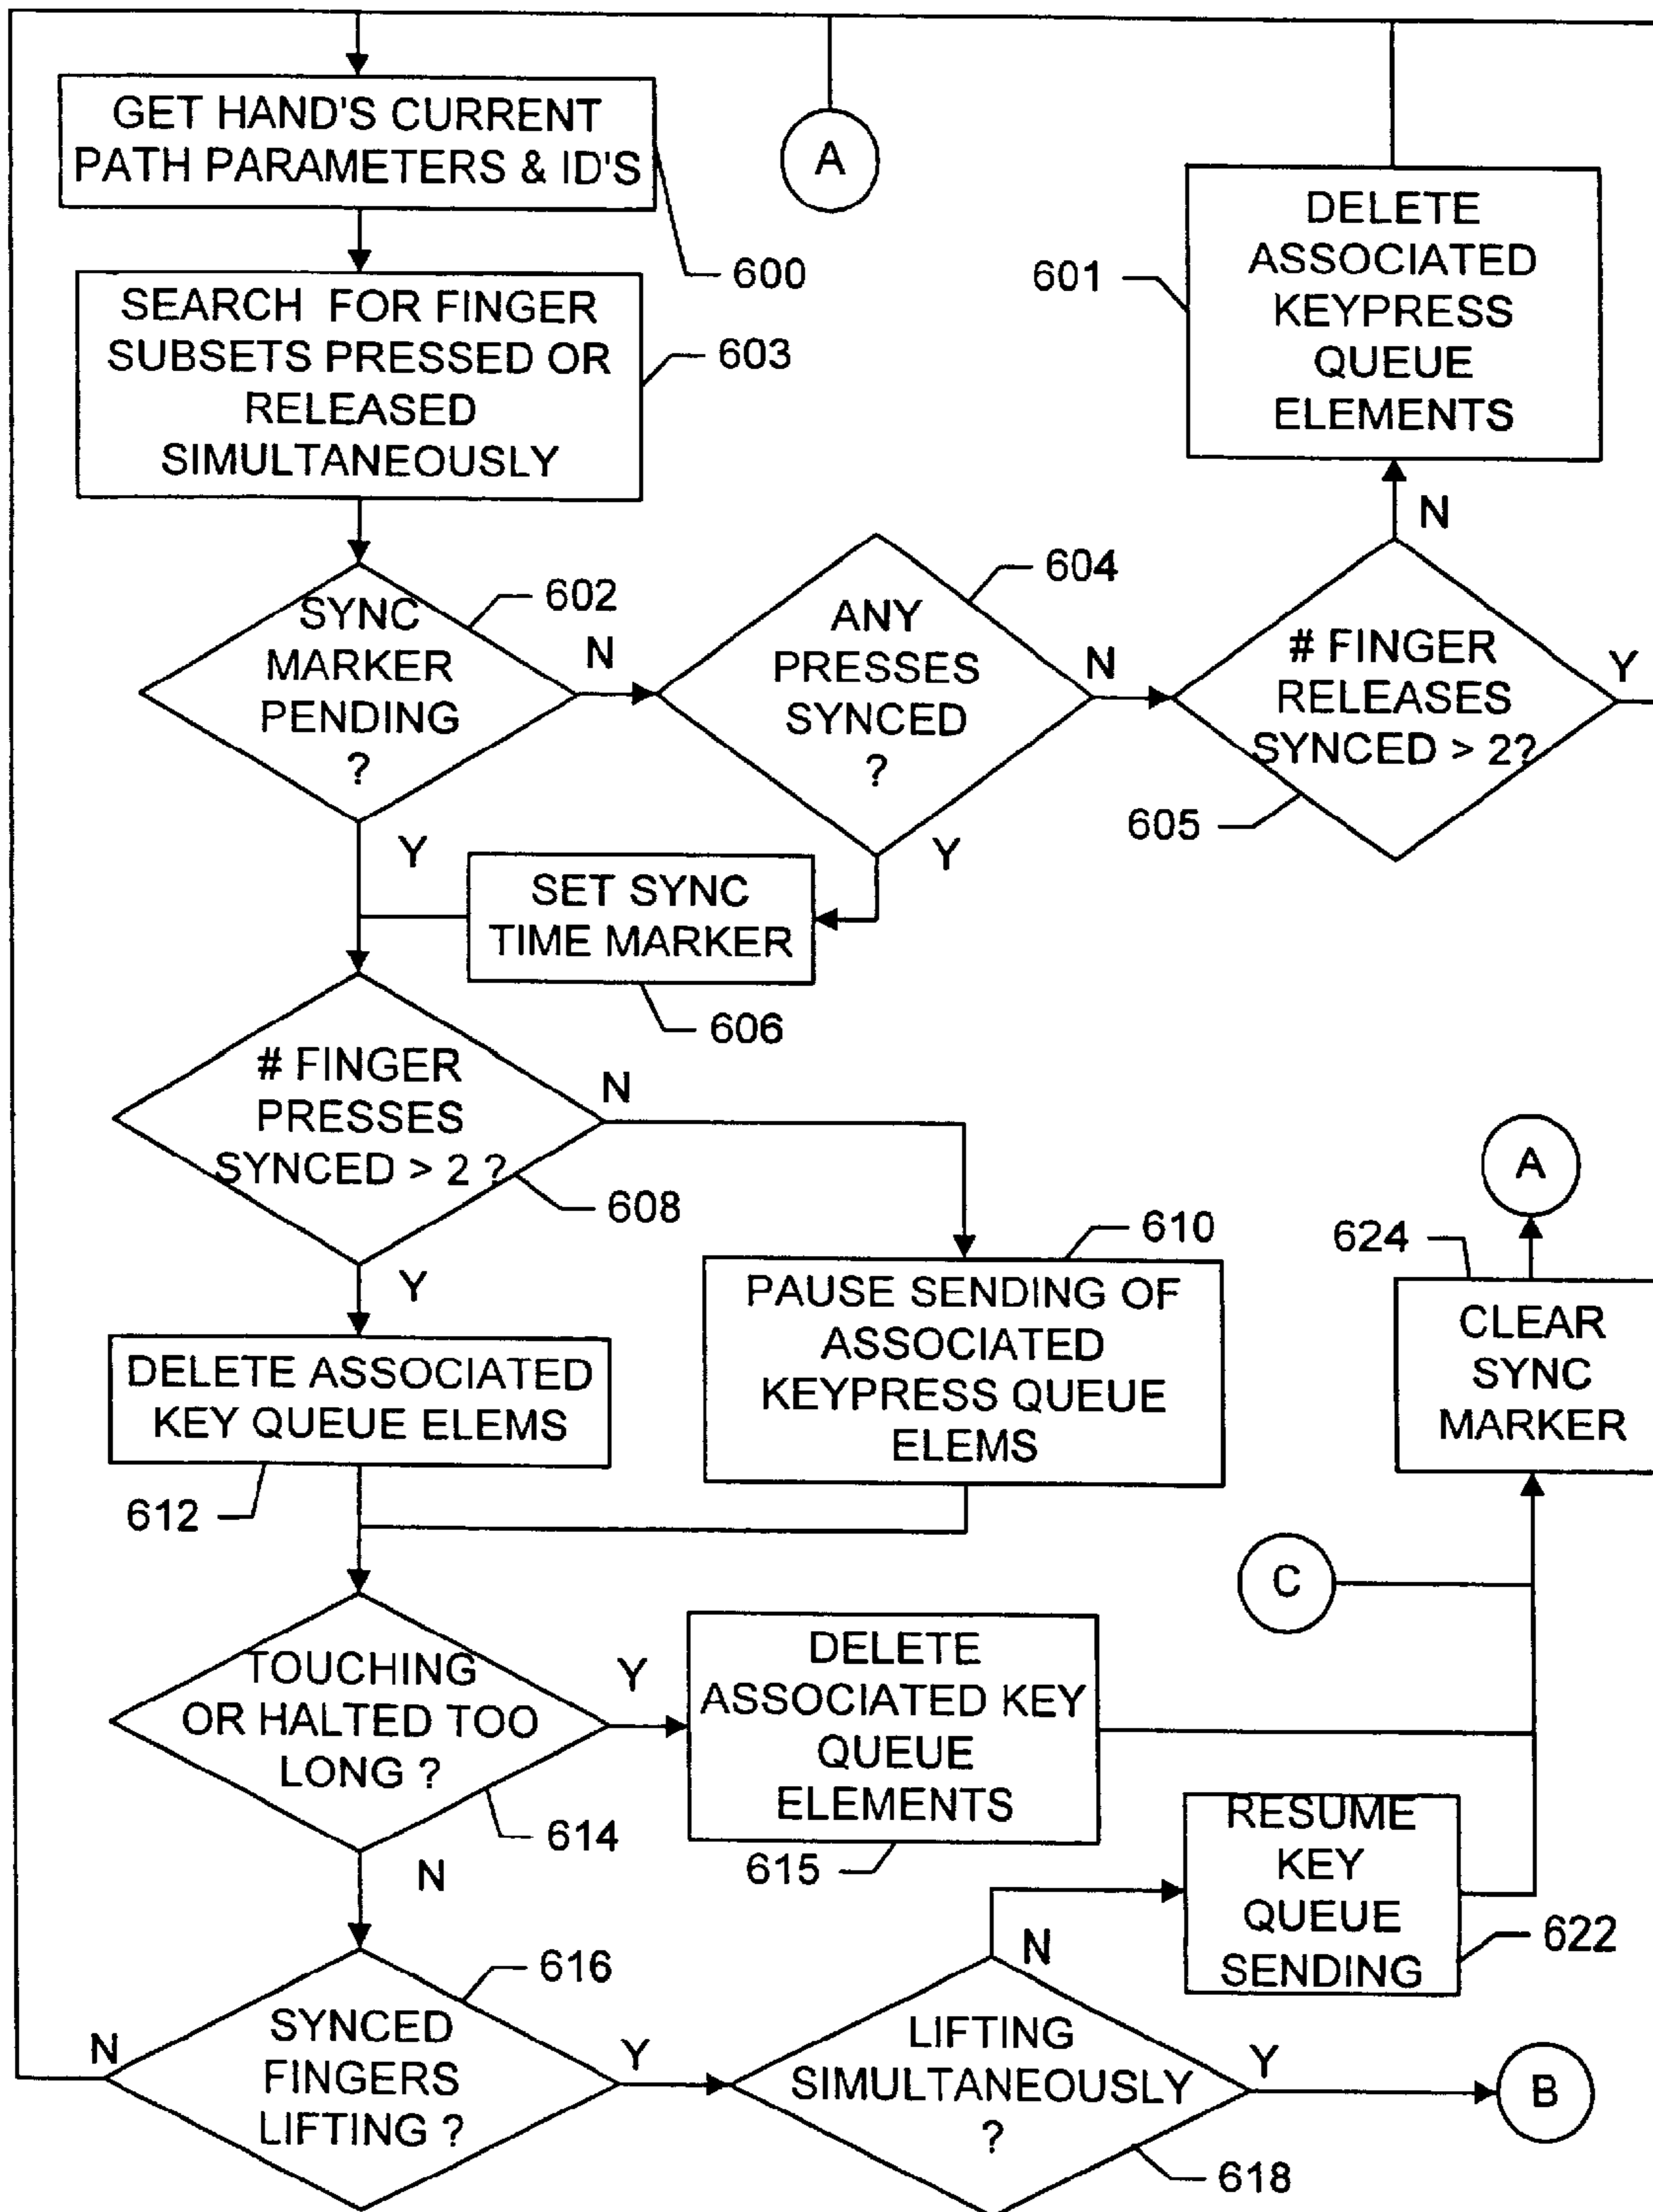 GET HAND'S CURRENT
PATH PARAMETERS & ID'S
600
A
DELETE
ASSOCIATED
KEYPRESS
QUEUE
ELEMENTS
601
SEARCH FOR FINGER
SUBSETS PRESSED OR
RELEASED
SIMULTANEOUSLY
603
SYNC
MARKER
PENDING
?
602
N
Y
ANY
PRESSES
SYNCED
?
604
N
Y
# FINGER
RELEASES
SYNCED > 2?
605
N
Y
SET SYNC
TIME MARKER
606
# FINGER
PRESSES
SYNCED > 2 ?
608
N
Y
PAUSE SENDING OF
ASSOCIATED
KEYPRESS QUEUE
ELEMS
610
DELETE ASSOCIATED
KEY QUEUE ELEMS
612
A
624
CLEAR
SYNC
MARKER
C
TOUCHING
OR HALTED TOO
LONG ?
614
Y
N
DELETE
ASSOCIATED KEY
QUEUE
ELEMENTS
615
RESUME
KEY
QUEUE
SENDING
622
SYNCED
FINGERS
LIFTING ?
616
N
Y
LIFTING
SIMULTANEOUSLY
?
618
N
Y
B